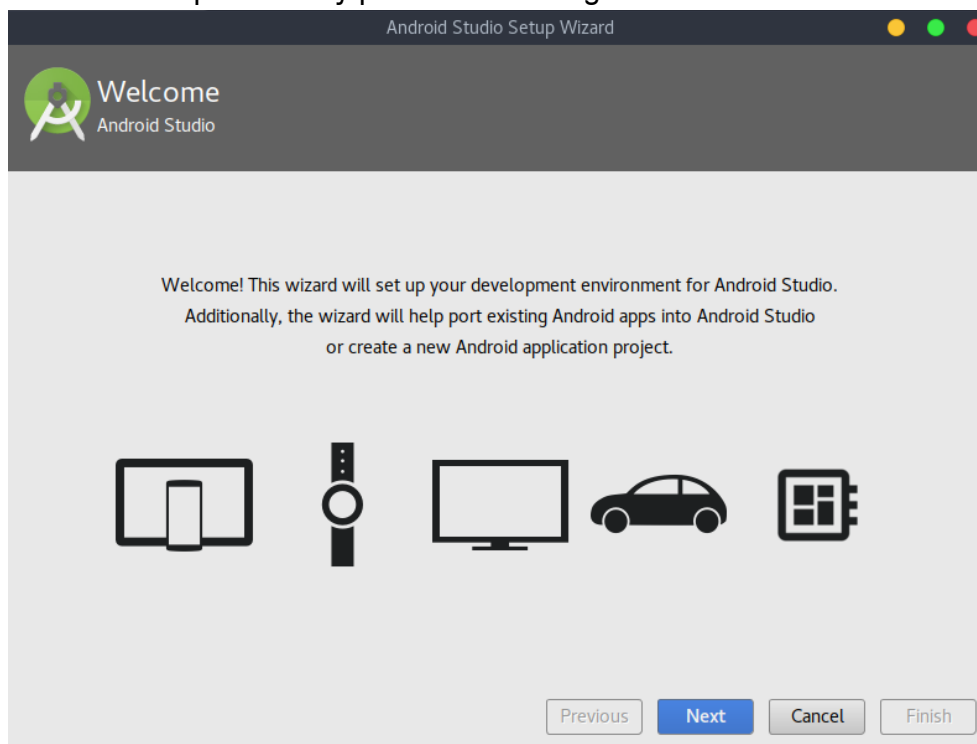 Android Studio Setup Wizard
Welcome
Android Studio
Welcome! This wizard will set up your development environment for Android Studio.
Additionally, the wizard will help port existing Android apps into Android Studio
or create a new Android application project.
Previous Next Cancel Finish